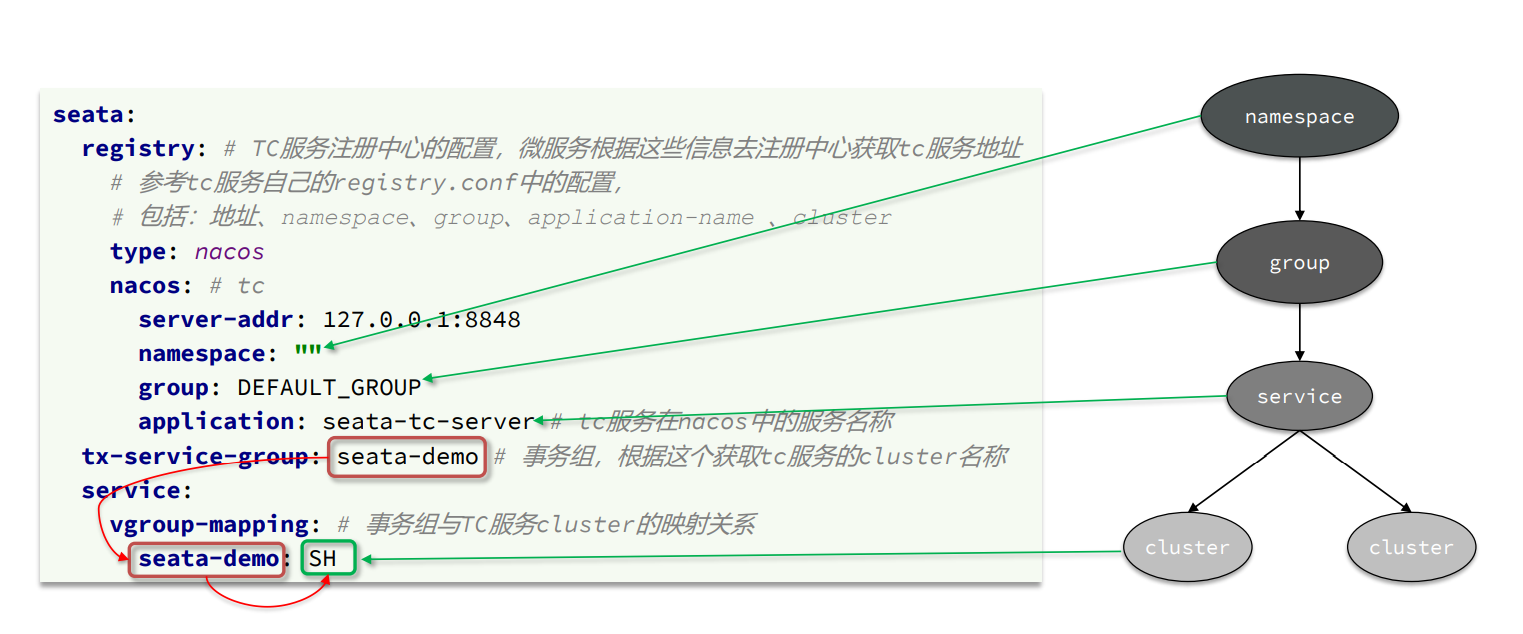 seata:
registry: # TC服务注册中心的配置，微服务根据这些信息去注册中心获取tc服务地址
# 参考tc服务自己的registry.conf中的配置，
# 包括：地址、namespace、group、application-name 、cluster
type: nacos
nacos: # tc
server-addr: 127.0.0.1:8848
namespace: ""
group: DEFAULT_GROUP
application: seata-tc-server # tc服务在nacos中的服务名称
tx-service-group: seata-demo # 事务组，根据这个获取tc服务的cluster名称
service:
vgroup-mapping: # 事务组与TC服务cluster的映射关系
seata-demo: SH
namespace
group
service
cluster
cluster